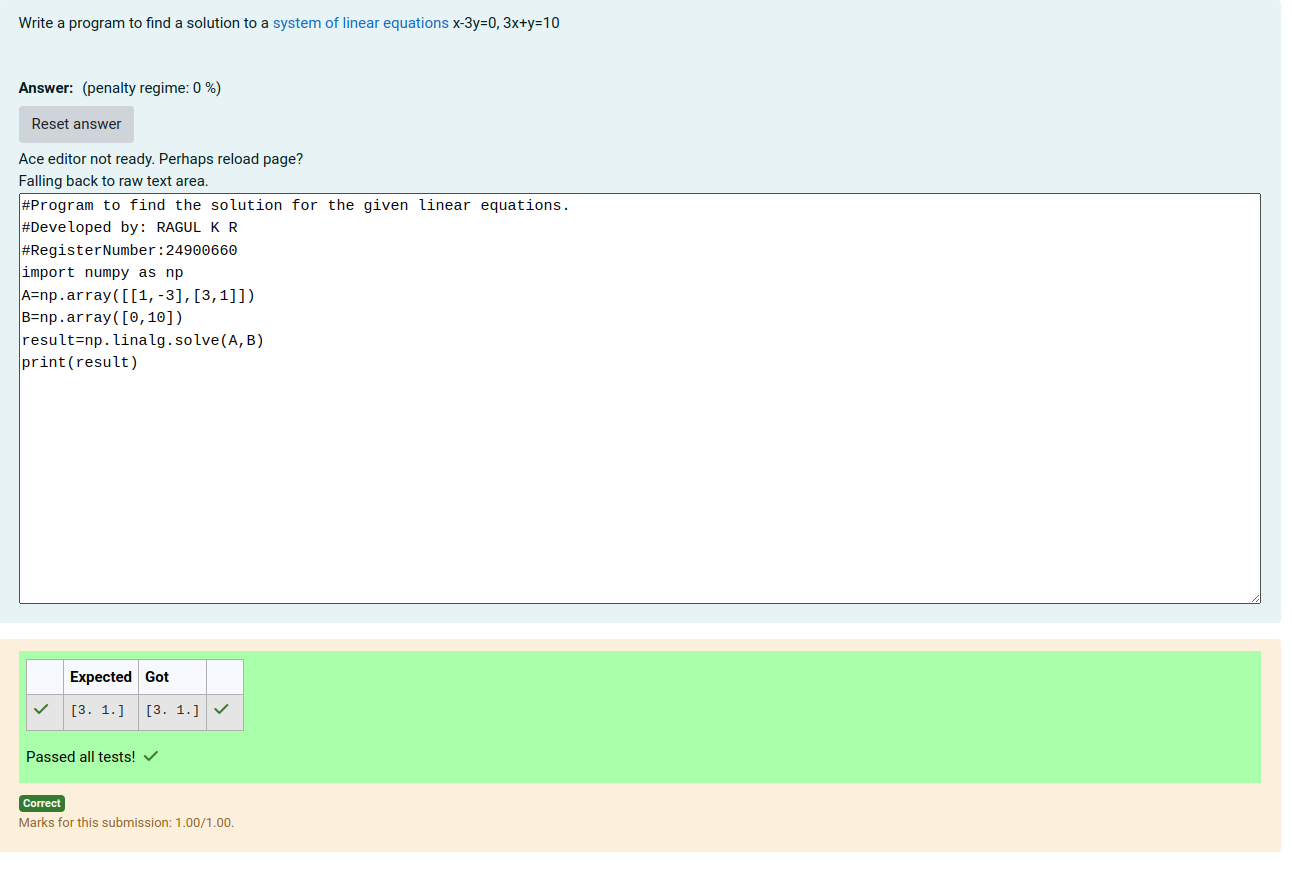 Write a program to find a solution to a system of linear equations x-3y=0, 3x+y=10
Answer: (penalty regime: 0 %)
Reset answer
Ace editor not ready. Perhaps reload page?
Falling back to raw text area.
#Program to find the solution for the given linear equations.
#Developed by: RAGUL K R
#RegisterNumber:24900660
import numpy as np
A=np.array([[1,-3],[3,1]])
B=np.array([0,10])
result=np.linalg.solve(A,B)
print(result)
Expected Got
[3. 1.] [3. 1.]
Passed all tests!
Correct
Marks for this submission: 1.00/1.00.